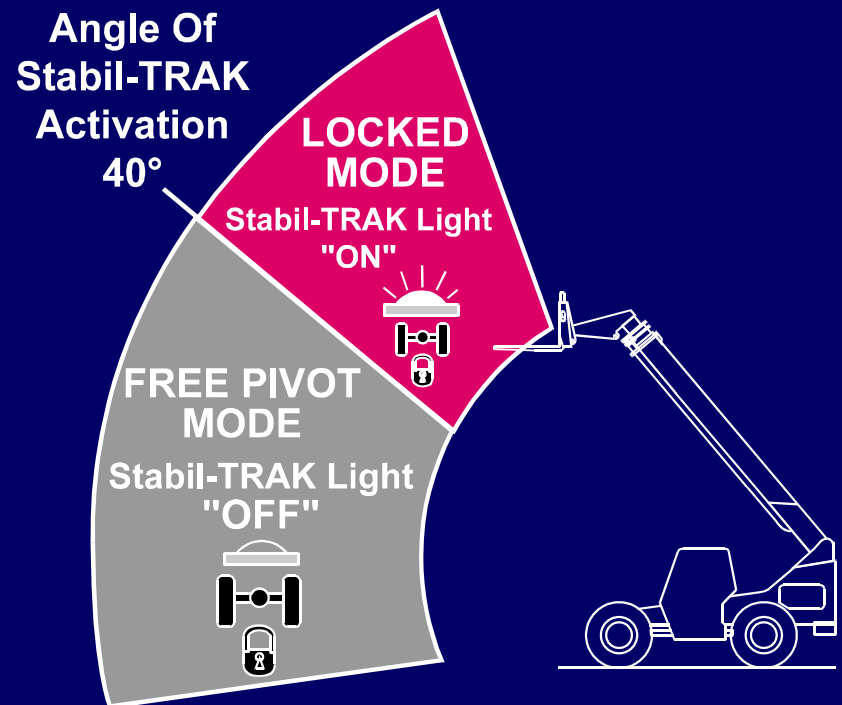 Angle Of
Stabil-TRAK
Activation
40°
LOCKED
MODE
Stabil-TRAK Light
"ON"
FREE PIVOT
MODE
Stabil-TRAK Light
"OFF"